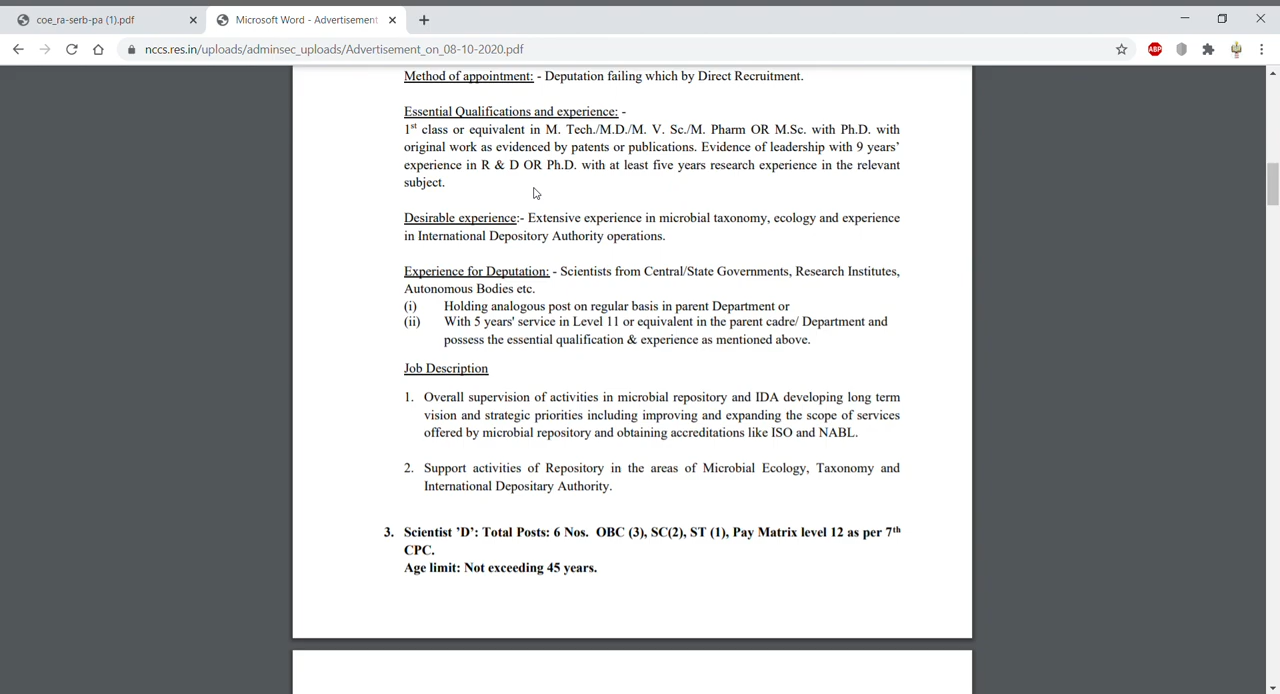 coe_ra-serb-pa (1).pdf
Microsoft Word - Advertisement
nccs.res.in/uploads/adminsec_uploads/Advertisement_on_08-10-2020.pdf
ABP
Method of appointment: - Deputation failing which by Direct Recruitment.
Essential Qualifications and experience: -
1st class or equivalent in M. Tech./M.D./M. V. Sc./M. Pharm OR M.Sc. with Ph.D. with
original work as evidenced by patents or publications. Evidence of leadership with 9 years’
experience in R & D OR Ph.D. with at least five years research experience in the relevant
subject.
Desirable experience:- Extensive experience in microbial taxonomy, ecology and experience
in International Depository Authority operations.
Experience for Deputation: - Scientists from Central/State Governments, Research Institutes,
Autonomous Bodies etc.
(i) Holding analogous post on regular basis in parent Department or
(ii) With 5 years' service in Level 11 or equivalent in the parent cadre/ Department and
possess the essential qualification & experience as mentioned above.
Job Description
1. Overall supervision of activities in microbial repository and IDA developing long term
vision and strategic priorities including improving and expanding the scope of services
offered by microbial repository and obtaining accreditations like ISO and NABL.
2. Support activities of Repository in the areas of Microbial Ecology, Taxonomy and
International Depositary Authority.
3. Scientist ’D’: Total Posts: 6 Nos. OBC (3), SC(2), ST (1), Pay Matrix level 12 as per 7th
CPC.
Age limit: Not exceeding 45 years.